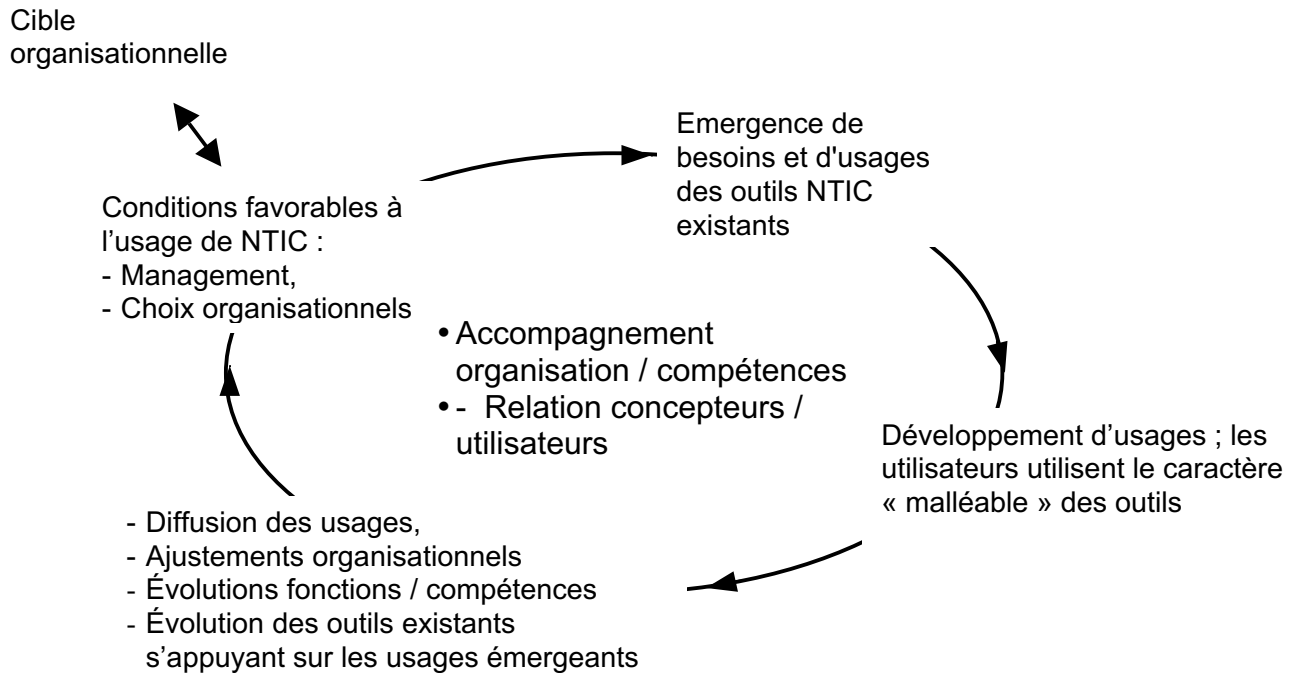 Cible
organisationnelle
Emergence de
besoins et d'usages
des outils NTIC
existants
Conditions favorables à
l’usage de NTIC :
- Management,
- Choix organisationnels
• Accompagnement
organisation / compétences
• - Relation concepteurs /
utilisateurs
Développement d’usages ; les
utilisateurs utilisent le caractère
« malléable » des outils
- Diffusion des usages,
- Ajustements organisationnels
- Évolutions fonctions / compétences
- Évolution des outils existants
s’appuyant sur les usages émergeants